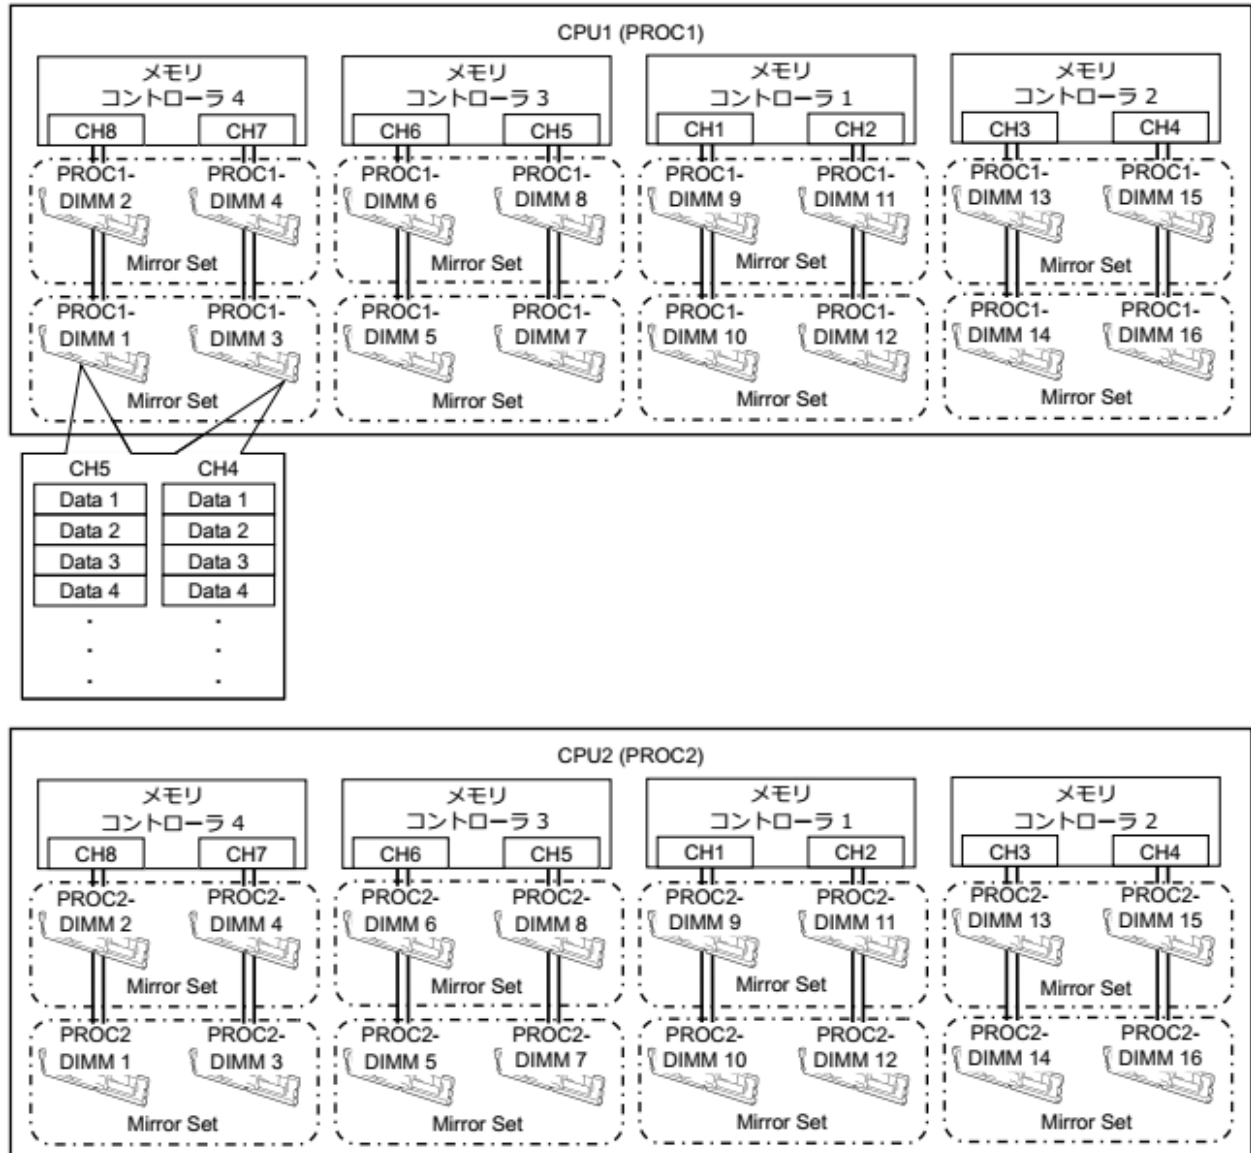 CPU1 (PROC1)
メモリ
コントローラ 4
メモリ
コントローラ 3
メモリ
コントローラ 1
メモリ
コントローラ 2
CH8
CH7
CH6
CH5
CH1
CH2
CH3
CH4
PROC1-
DIMM 2
PROC1-
DIMM 4
PROC1-
DIMM 6
PROC1-
DIMM 8
PROC1-
DIMM 9
PROC1-
DIMM 11
PROC1-
DIMM 13
PROC1-
DIMM 15
Mirror Set
Mirror Set
Mirror Set
Mirror Set
PROC1-
DIMM 1
PROC1-
DIMM 3
PROC1-
DIMM 5
PROC1-
DIMM 7
PROC1-
DIMM 10
PROC1-
DIMM 12
PROC1-
DIMM 14
PROC1-
DIMM 16
Mirror Set
Mirror Set
Mirror Set
Mirror Set
CH5
CH4
Data 1
Data 1
Data 2
Data 2
Data 3
Data 3
Data 4
Data 4
CPU2 (PROC2)
メモリ
コントローラ 4
メモリ
コントローラ 3
メモリ
コントローラ 1
メモリ
コントローラ 2
CH8
CH7
CH6
CH5
CH1
CH2
CH3
CH4
PROC2-
DIMM 2
PROC2-
DIMM 4
PROC2-
DIMM 6
PROC2-
DIMM 8
PROC2-
DIMM 9
PROC2-
DIMM 11
PROC2-
DIMM 13
PROC2-
DIMM 15
Mirror Set
Mirror Set
Mirror Set
Mirror Set
PROC2
DIMM 1
PROC2-
DIMM 3
PROC2-
DIMM 5
PROC2-
DIMM 7
PROC2-
DIMM 10
PROC2-
DIMM 12
PROC2-
DIMM 14
PROC2-
DIMM 16
Mirror Set
Mirror Set
Mirror Set
Mirror Set